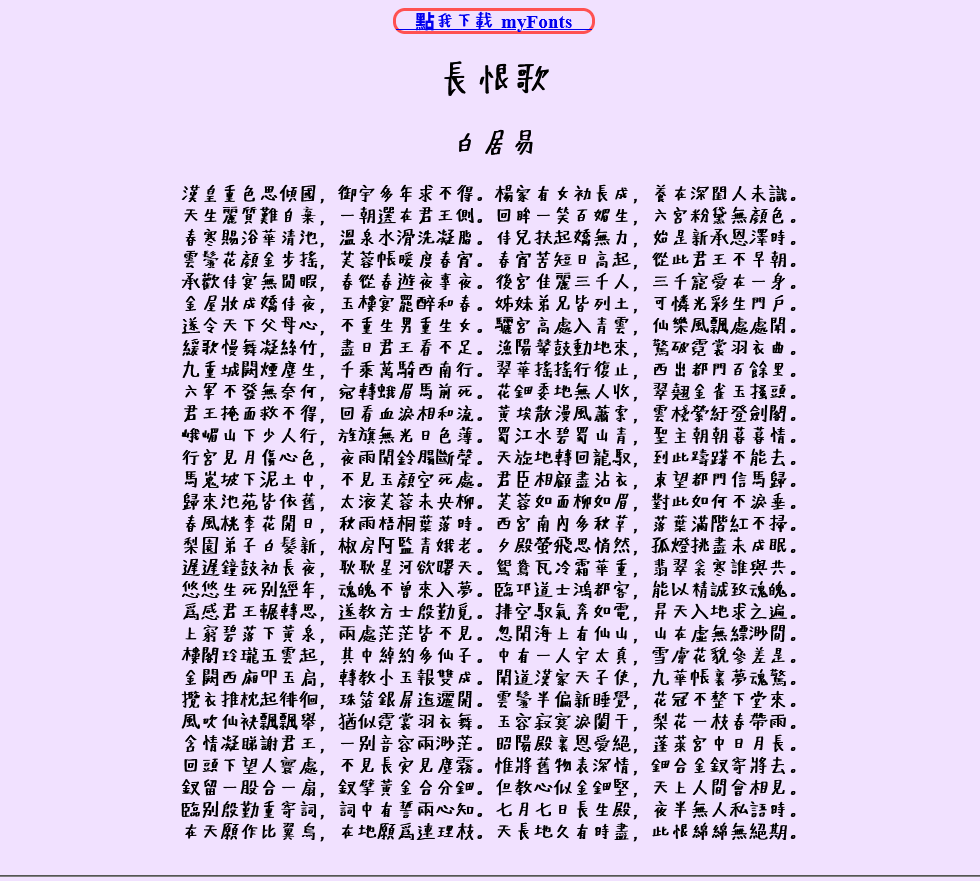 點我下載 myFonts
長恨歌
白居易
漢皇重色思傾國，御宇多年求不得。楊家有女初長成，養在深閨人未識。
天生麗質難自棄，一朝選在君王側。回眸一笑百媚生，六宮粉黛無顏色。
春寒賜浴華清池，溫泉水滑洗凝脂。侍兒扶起嬌無力，始是新承恩澤時。
雲鬢花顏金步搖，芙蓉帳暖度春宵。春宵苦短日高起，從此君王不早朝。
承歡侍宴無閒暇，春從春遊夜專夜。後宮佳麗三千人，三千寵愛在一身。
金屋妝成嬌侍夜，玉樓宴罷醉和春。姊妹弟兄皆列土，可憐光彩生門戶。
遂令天下父母心，不重生男重生女。驪宮高處入青雲，仙樂風飄處處聞。
緩歌慢舞凝絲竹，盡日君王看不足。漁陽鼙鼓動地來，驚破霓裳羽衣曲。
九重城闕煙塵生，千乘萬騎西南行。翠華搖搖行復止，西出都門百餘里。
六軍不發無奈何，宛轉蛾眉馬前死。花鈿委地無人收，翠翹金雀玉搔頭。
君王掩面救不得，回看血淚相和流。黃埃散漫風蕭索，雲棧縈紆登劍閣。
峨嵋山下少人行，旌旗無光日色薄。蜀江水碧蜀山青，聖主朝朝暮暮情。
行宮見月傷心色，夜雨聞鈴腸斷聲。天旋地轉回龍馭，到此躊躇不能去。
馬嵬坡下泥土中，不見玉顏空死處。君臣相顧盡沾衣，東望都門信馬歸。
歸來池苑皆依舊，太液芙蓉未央柳。芙蓉如面柳如眉，對此如何不淚垂。
春風桃李花開日，秋雨梧桐葉落時。西宮南內多秋草，落葉滿階紅不掃。
梨園弟子白髮新，椒房阿監青娥老。夕殿螢飛思悄然，孤燈挑盡未成眠。
遲遲鐘鼓初長夜，耿耿星河欲曙天。鴛鴦瓦冷霜華重，翡翠衾寒誰與共。
悠悠生死別經年，魂魄不曾來入夢。臨邛道士鴻都客，能以精誠致魂魄。
爲感君王輾轉思，遂教方士殷勤覓。排空馭氣奔如電，昇天入地求之遍。
上窮碧落下黃泉，兩處茫茫皆不見。忽聞海上有仙山，山在虛無縹渺間。
樓閣玲瓏五雲起，其中綽約多仙子。中有一人字太真，雪膚花貌參差是。
金闕西廂叩玉扃，轉教小玉報雙成。聞道漢家天子使，九華帳裏夢魂驚。
攬衣推枕起徘徊，珠箔銀屏迤邐開。雲鬢半偏新睡覺，花冠不整下堂來。
風吹仙袂飄飄舉，猶似霓裳羽衣舞。玉容寂寞淚闌干，梨花一枝春帶雨。
含情凝睇謝君王，一別音容兩渺茫。昭陽殿裏恩愛絕，蓬萊宮中日月長。
回頭下望人寰處，不見長安見塵霧。惟將舊物表深情，鈿合金釵寄將去。
釵留一股合一扇，釵擘黃金合分鈿。但教心似金鈿堅，天上人間會相見。
臨別殷勤重寄詞，詞中有誓兩心知。七月七日長生殿，夜半無人私語時。
在天願作比翼鳥，在地願爲連理枝。天長地久有時盡，此恨綿綿無絕期。